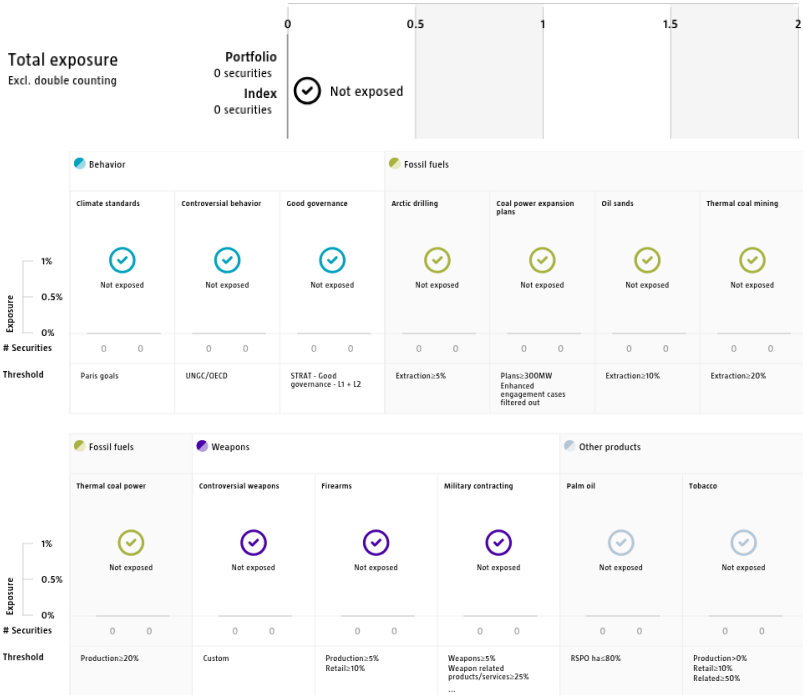 0 0.5 1 1.5 2
Total exposure
Excl. double counting
Portfolio
0 securities
Index
0 securities
Not exposed
Behavior
Fossil fuels
Climate standards
Controversial behavior
Good governance
Arctic drilling
Coal power expansion
plans
Oil sands
Thermal coal mining
Exposure
1%
0.5%
0%
Not exposed Not exposed Not exposed Not exposed Not exposed Not exposed Not exposed
# Securities 0 0 0 0 0 0 0 0 0 0 0 0 0 0
Threshold
Paris goals
UNGC/OECD
STRAT - Good
governance - L1 + L2
Extraction≥5%
Plans≥300MW
Enhanced
engagement cases
filtered out
Extraction≥10%
Extraction≥20%
Fossil fuels
Weapons
Other products
Thermal coal power
Controversial weapons
Firearms
Military contracting
Palm oil
Tobacco
Exposure
1%
0.5%
0%
Not exposed Not exposed Not exposed Not exposed Not exposed Not exposed
# Securities 0 0 0 0 0 0 0 0 0 0 0 0
Threshold
Production≥20%
Custom
Production≥5%
Retail≥10%
Weapons≥5%
Weapon related
products/services≥25%
...
RSPO ha≤80%
Production>0%
Retail≥10%
Related≥50%